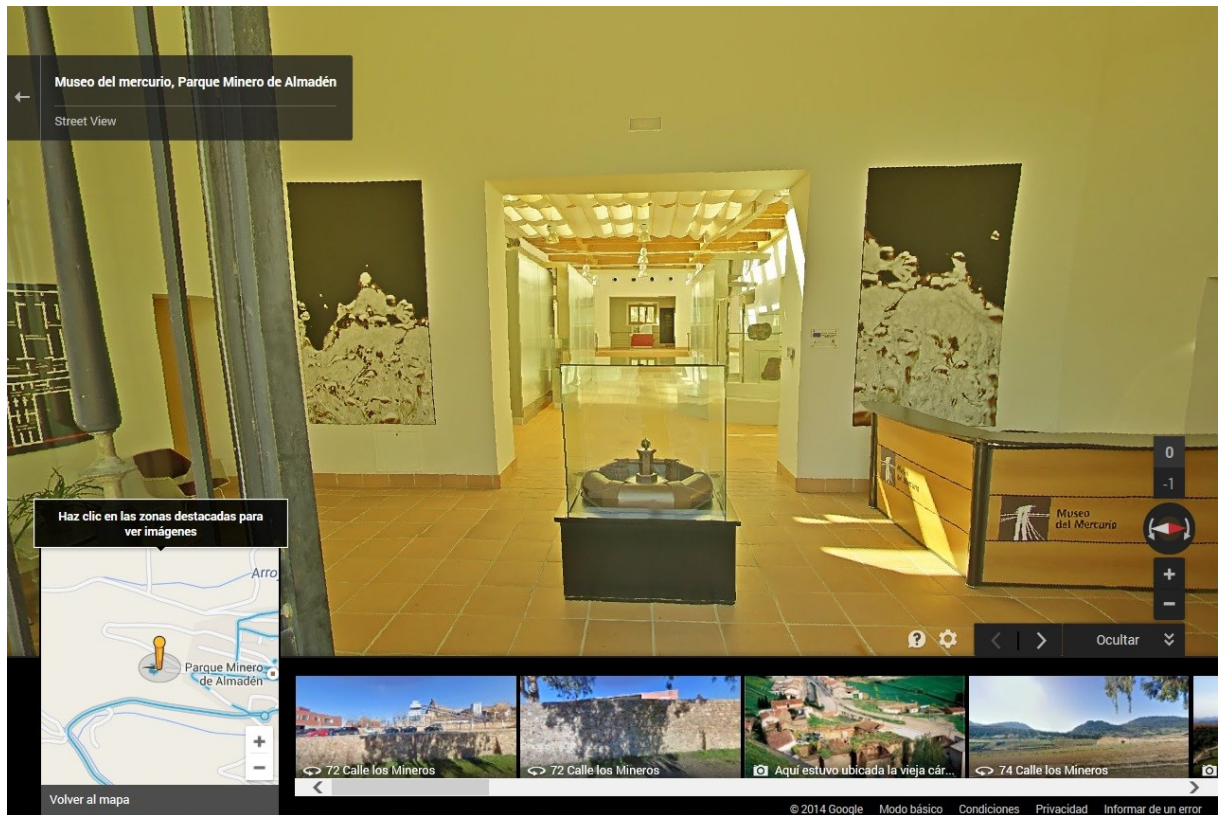 Museo del mercurio, Parque Minero de Almadén
Street View
0
-1
Museo
del Mercurio
Haz clic en las zonas destacadas para
ver imágenes
Arroy
Parque Minero
de Almadén
+
−
+
−
Ocultar
72 Calle los Mineros
72 Calle los Mineros
Aquí estuvo ubicada la vieja cár...
74 Calle los Mineros
Volver al mapa
© 2014 Google Modo básico Condiciones Privacidad Informar de un error